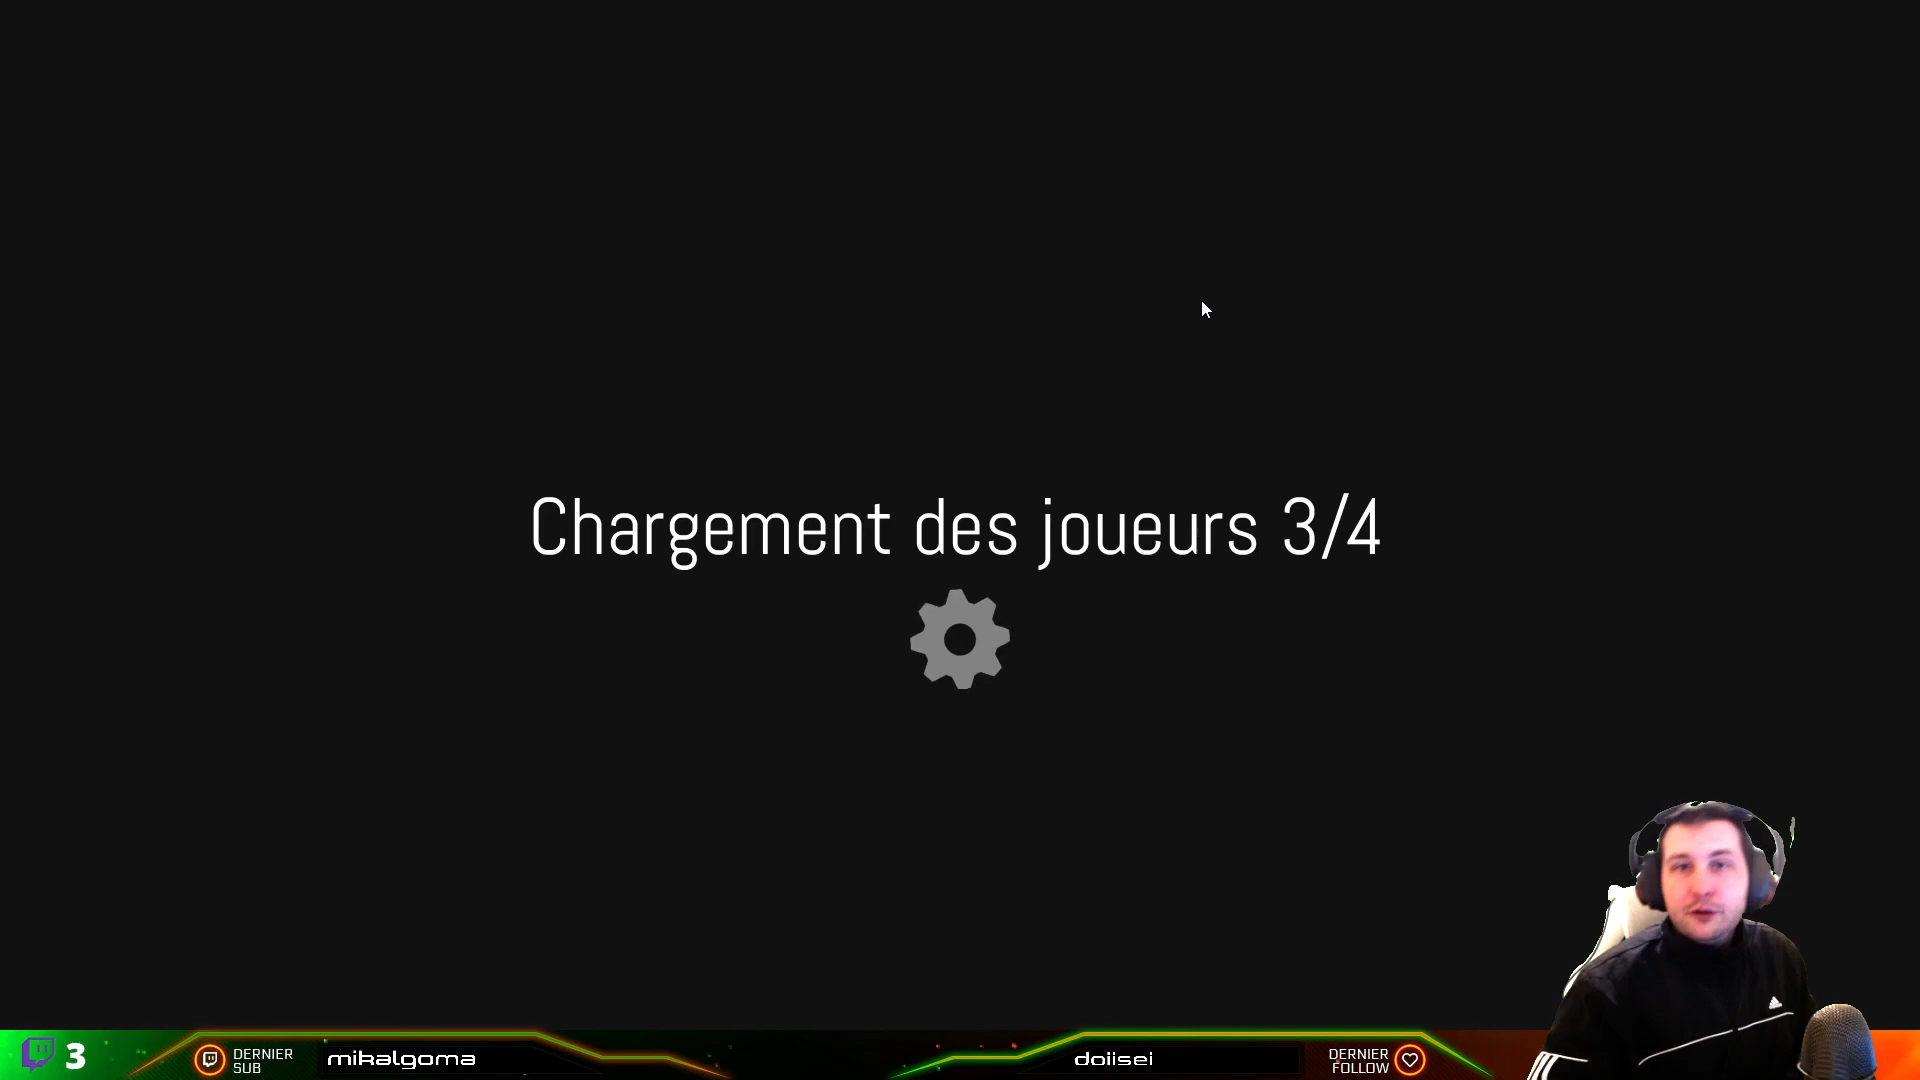 Chargement des joueurs 3/4
3
DERNIER
SUB
mikalgoma
doiisei
DERNIER
FOLLOW